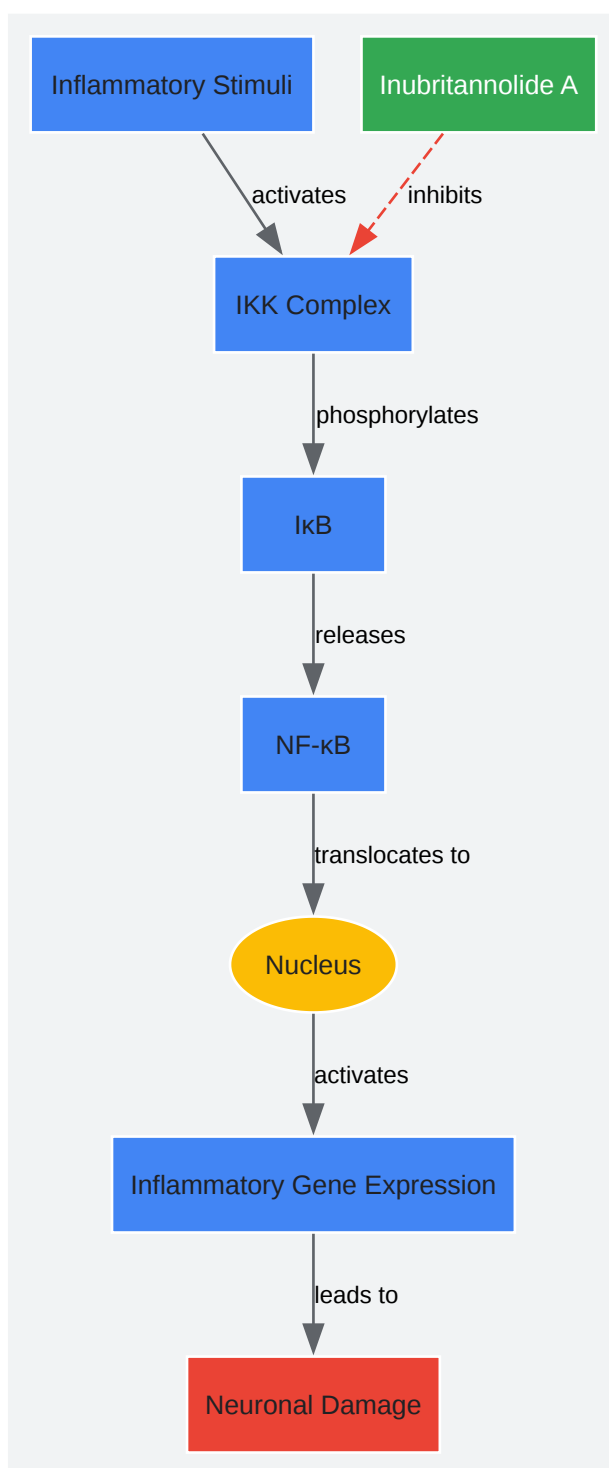 Inflammatory Stimuli
Inubritannolide A
activates
inhibits
IKK Complex
phosphorylates
IκB
releases
NF-κB
translocates to
Nucleus
activates
Inflammatory Gene Expression
leads to
Neuronal Damage